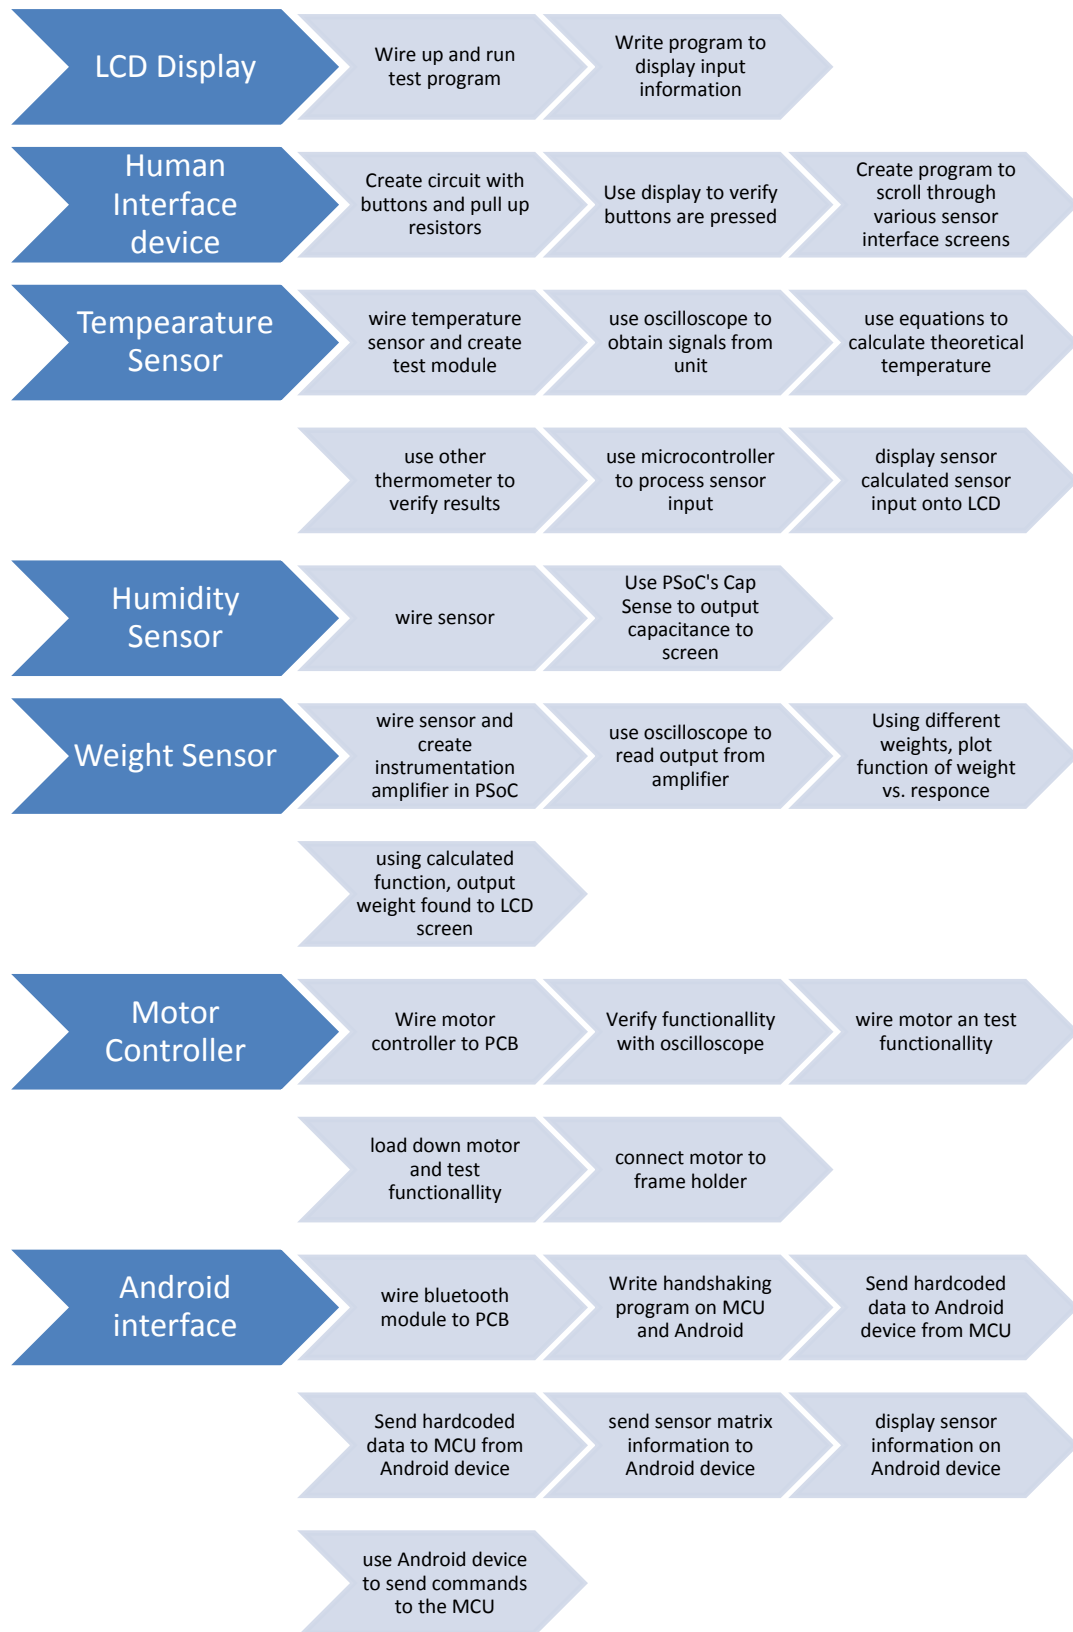 LCD Display
Wire up and run
test program
Write program to
display input
information
Human
Interface
device
Create circuit with
buttons and pull up
resistors
Use display to verify
buttons are pressed
Create program to
scroll through
various sensor
interface screens
Tempearature
Sensor
wire temperature
sensor and create
test module
use oscilloscope to
obtain signals from
unit
use equations to
calculate theoretical
temperature
use other
thermometer to
verify results
use microcontroller
to process sensor
input
display sensor
calculated sensor
input onto LCD
Humidity
Sensor
wire sensor
Use PSoC's Cap
Sense to output
capacitance to
screen
Weight Sensor
wire sensor and
create
instrumentation
amplifier in PSoC
use oscilloscope to
read output from
amplifier
Using different
weights, plot
function of weight
vs. responce
using calculated
function, output
weight found to LCD
screen
Motor
Controller
Wire motor
controller to PCB
Verify functionallity
with oscilloscope
wire motor an test
functionallity
load down motor
and test
functionallity
connect motor to
frame holder
Android
interface
wire bluetooth
module to PCB
Write handshaking
program on MCU
and Android
Send hardcoded
data to Android
device from MCU
Send hardcoded
data to MCU from
Android device
send sensor matrix
information to
Android device
display sensor
information on
Android device
use Android device
to send commands
to the MCU